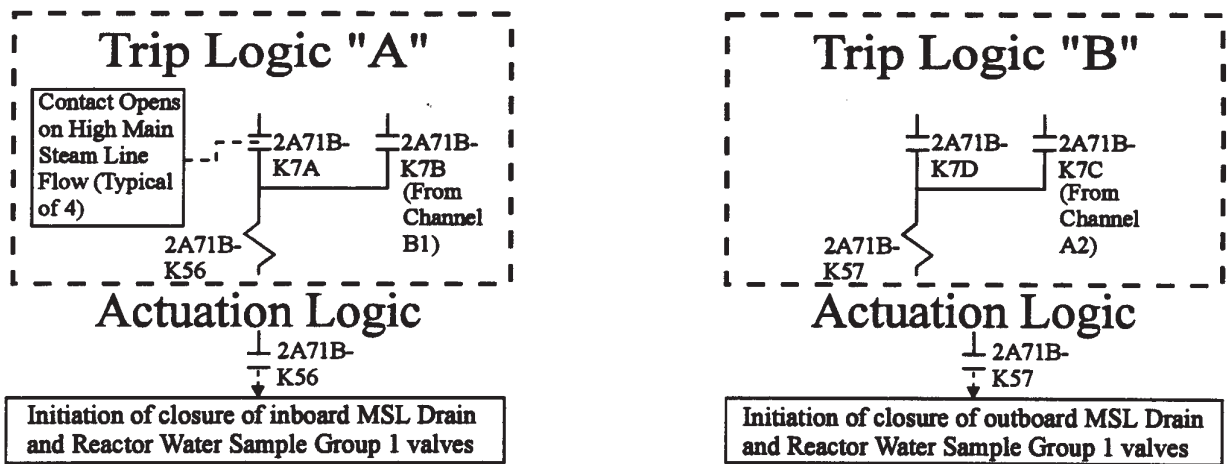 Trip Logic "A"
Contact Opens
on High Main
Steam Line
Flow (Typical
of 4)
2A71B-
K7A
2A71B-
K7B
(From
Channel
B1)
2A71B-
K56
Actuation Logic
2A71B-
K56
Initiation of closure of inboard MSL Drain
and Reactor Water Sample Group 1 valves
Trip Logic "B"
2A71B-
K7D
2A71B-
K7C
(From
Channel
A2)
2A71B-
K57
Actuation Logic
2A71B-
K57
Initiation of closure of outboard MSL Drain
and Reactor Water Sample Group 1 valves